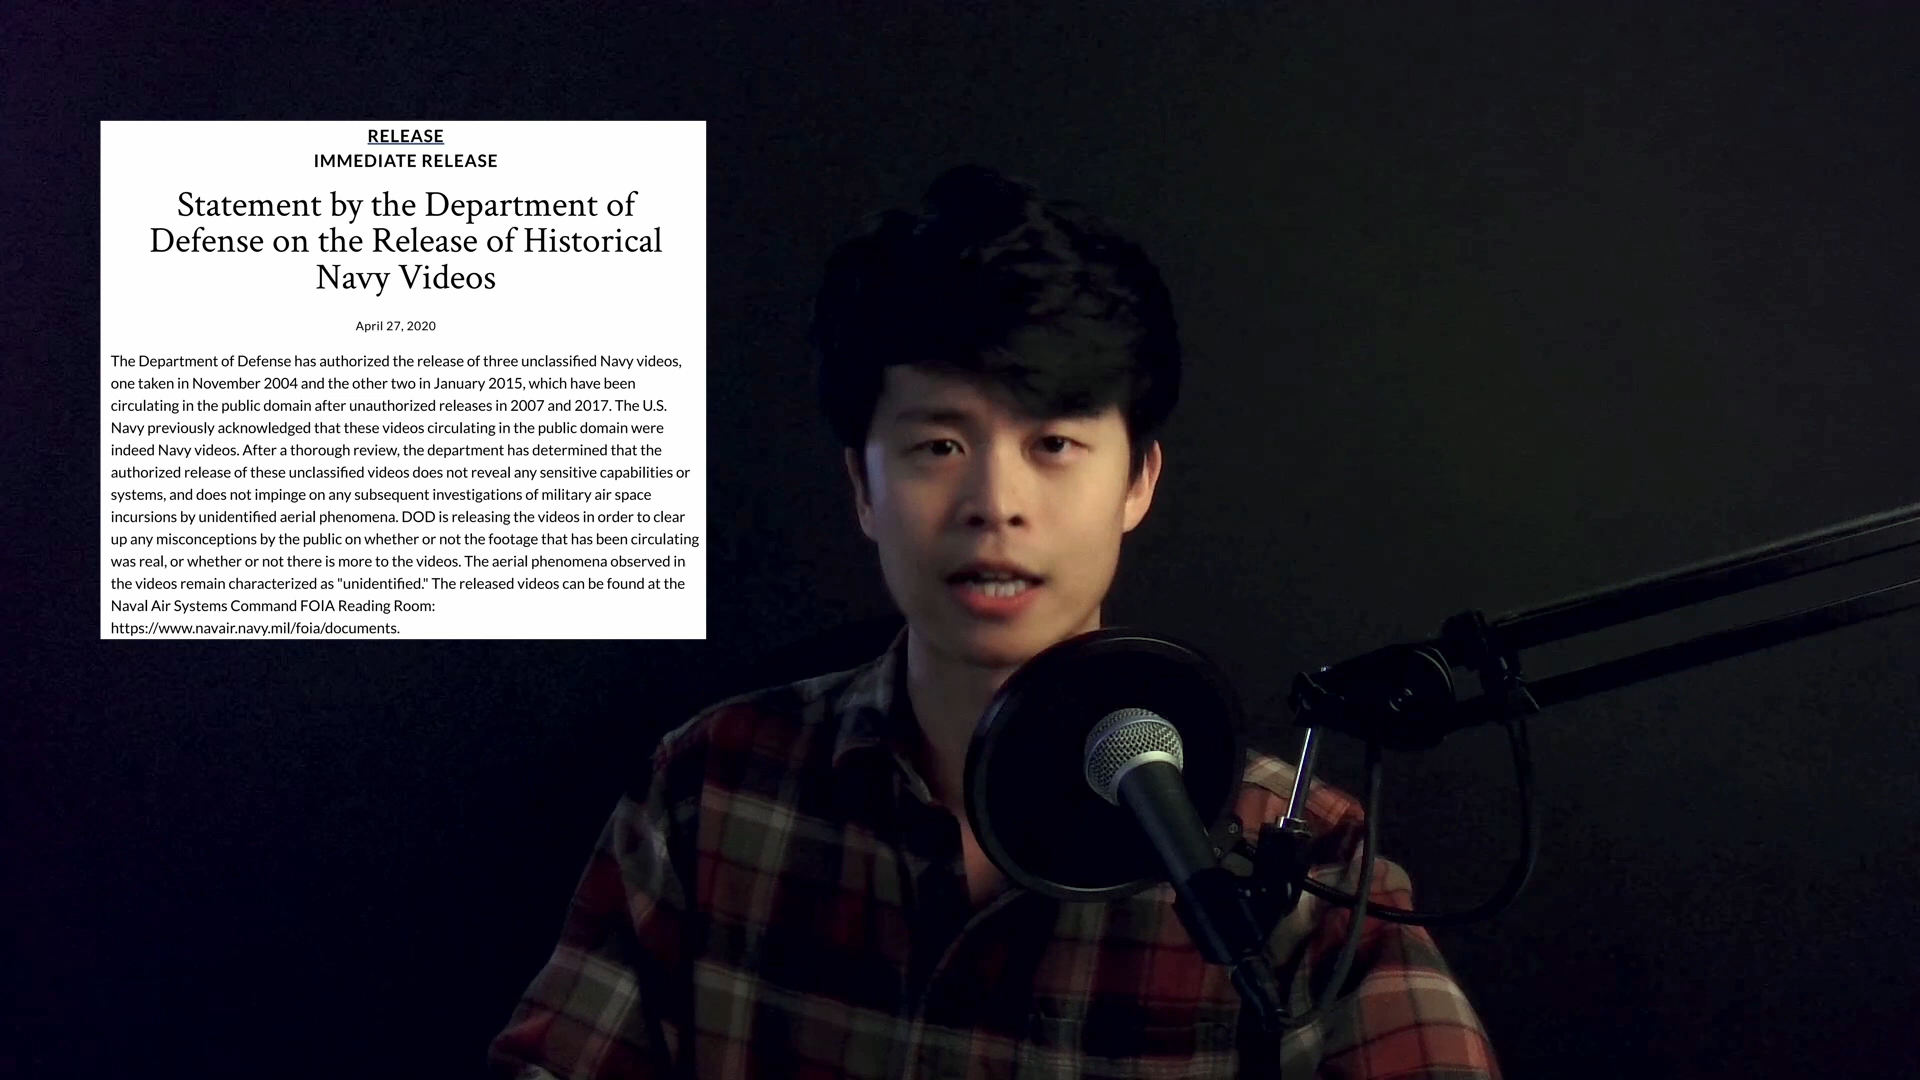 RELEASE
IMMEDIATE RELEASE
Statement by the Department of
Defense on the Release of Historical
Navy Videos
April 27, 2020
The Department of Defense has authorized the release of three unclassified Navy videos,
one taken in November 2004 and the other two in January 2015, which have been
circulating in the public domain after unauthorized releases in 2007 and 2017. The U.S.
Navy previously acknowledged that these videos circulating in the public domain were
indeed Navy videos. After a thorough review, the department has determined that the
authorized release of these unclassified videos does not reveal any sensitive capabilities or
systems, and does not impinge on any subsequent investigations of military air space
incursions by unidentified aerial phenomena. DOD is releasing the videos in order to clear
up any misconceptions by the public on whether or not the footage that has been circulating
was real, or whether or not there is more to the videos. The aerial phenomena observed in
the videos remain characterized as "unidentified." The released videos can be found at the
Naval Air Systems Command FOIA Reading Room:
https://www.navair.navy.mil/foia/documents.